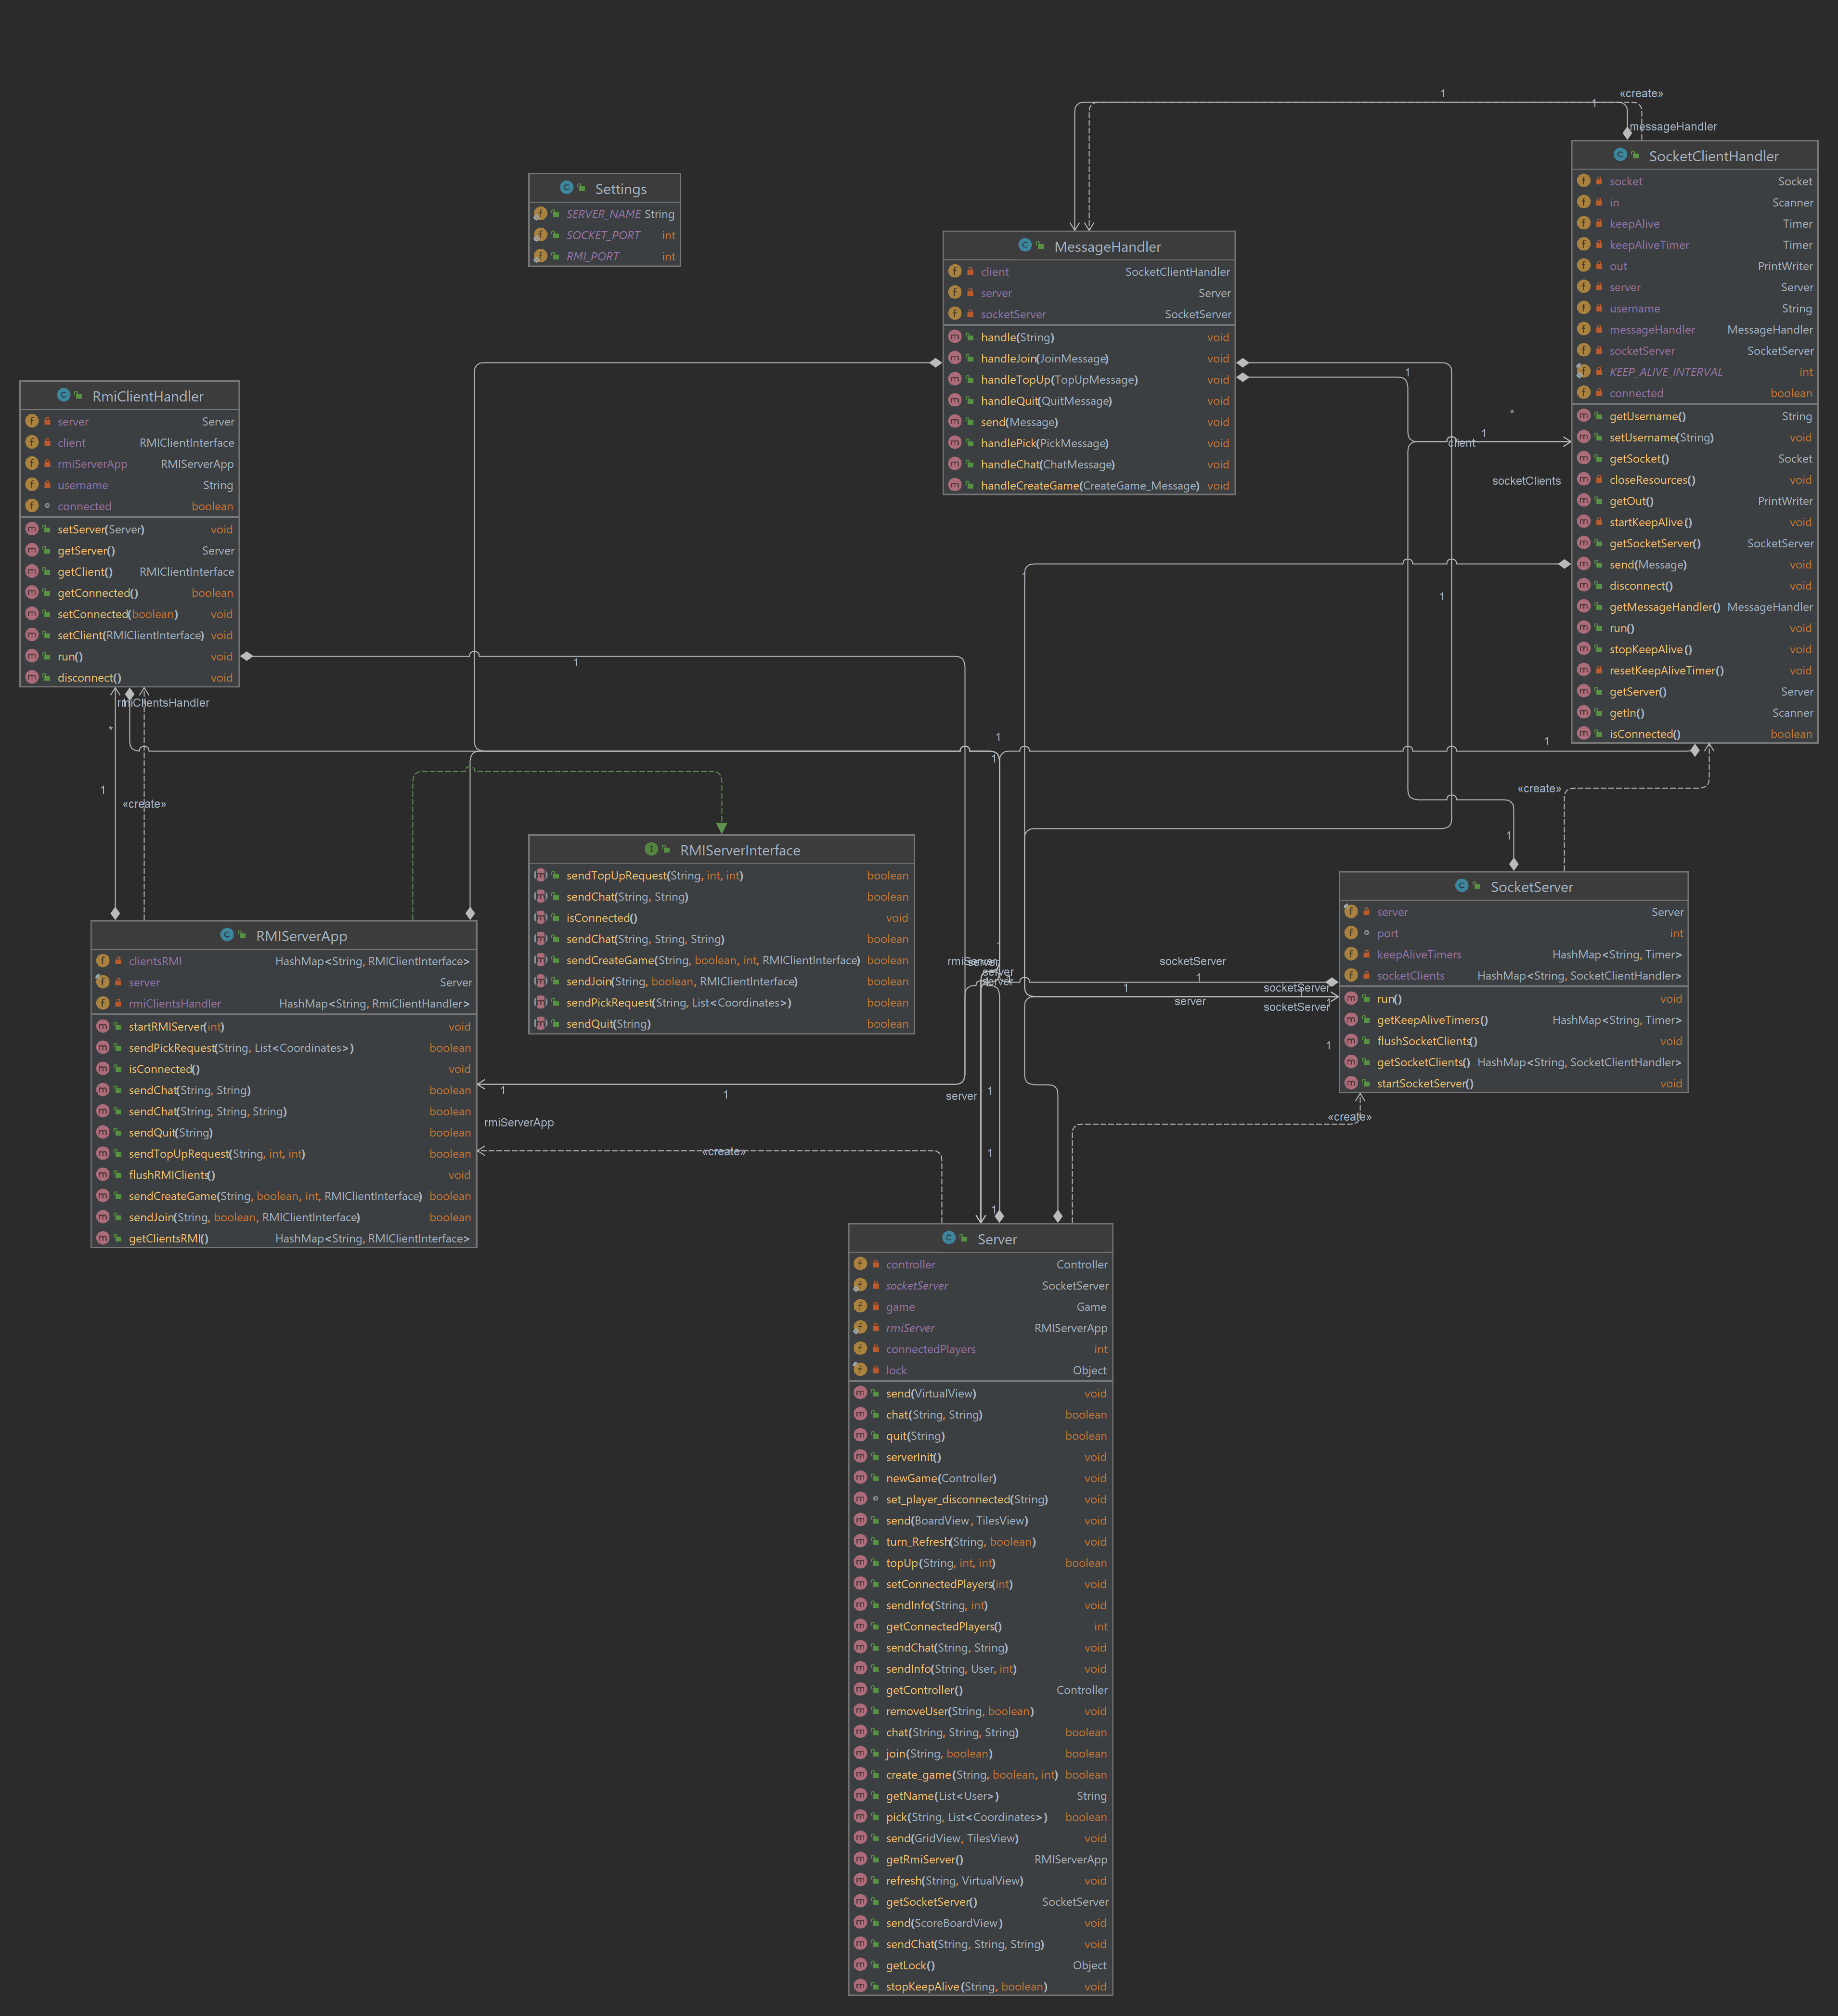 1
«create»
1
messageHandler
SocketClientHandler
socket Socket
in Scanner
keepAlive Timer
keepAliveTimer Timer
out PrintWriter
server Server
username String
messageHandler MessageHandler
socketServer SocketServer
KEEP_ALIVE_INTERVAL int
connected boolean
getUsername() String
setUsername(String) void
getSocket() Socket
closeResources() void
getOut() PrintWriter
startKeepAlive() void
getSocketServer() SocketServer
send(Message) void
disconnect() void
getMessageHandler() MessageHandler
run() void
stopKeepAlive() void
resetKeepAliveTimer() void
getServer() Server
getIn() Scanner
isConnected() boolean
Settings
SERVER_NAME String
SOCKET_PORT int
RMI_PORT int
MessageHandler
client SocketClientHandler
server Server
socketServer SocketServer
handle(String) void
handleJoin(JoinMessage) void
handleTopUp(TopUpMessage) void
handleQuit(QuitMessage) void
send(Message) void
handlePick(PickMessage) void
handleChat(ChatMessage) void
handleCreateGame(CreateGame_Message) void
1
*
1
client
socketClients
1
1
RmiClientHandler
server Server
client RMIClientInterface
rmiServerApp RMIServerApp
username String
connected boolean
setServer(Server) void
getServer() Server
getClient() RMIClientInterface
getConnected() boolean
setConnected(boolean) void
setClient(RMIClientInterface) void
run() void
disconnect() void
1
rmiClientsHandler
*
1
1
1
1
«create»
«create»
1
RMIServerInterface
sendTopUpRequest(String, int, int) boolean
sendChat(String, String) boolean
isConnected() void
sendChat(String, String, String) boolean
sendCreateGame(String, boolean, int, RMIClientInterface) boolean
sendJoin(String, boolean, RMIClientInterface) boolean
sendPickRequest(String, List<Coordinates>) boolean
sendQuit(String) boolean
SocketServer
server Server
port int
keepAliveTimers HashMap<String, Timer>
socketClients HashMap<String, SocketClientHandler>
run() void
getKeepAliveTimers() HashMap<String, Timer>
flushSocketClients() void
getSocketClients() HashMap<String, SocketClientHandler>
startSocketServer() void
RMIServerApp
clientsRMI HashMap<String, RMIClientInterface>
server Server
rmiClientsHandler HashMap<String, RmiClientHandler>
startRMIServer(int) void
sendPickRequest(String, List<Coordinates>) boolean
isConnected() void
sendChat(String, String) boolean
sendChat(String, String, String) boolean
sendQuit(String) boolean
sendTopUpRequest(String, int, int) boolean
flushRMIClients() void
sendCreateGame(String, boolean, int, RMIClientInterface) boolean
sendJoin(String, boolean, RMIClientInterface) boolean
getClientsRMI() HashMap<String, RMIClientInterface>
rmiServer
server
server
server
socketServer
1
1
socketServer
server
socketServer
1
1
1
1
server
1
rmiServerApp
«create»
«create»
1
1
Server
controller Controller
socketServer SocketServer
game Game
rmiServer RMIServerApp
connectedPlayers int
lock Object
send(VirtualView) void
chat(String, String) boolean
quit(String) boolean
serverInit() void
newGame(Controller) void
set_player_disconnected(String) void
send(BoardView, TilesView) void
turn_Refresh(String, boolean) void
topUp(String, int, int) boolean
setConnectedPlayers(int) void
sendInfo(String, int) void
getConnectedPlayers() int
sendChat(String, String) void
sendInfo(String, User, int) void
getController() Controller
removeUser(String, boolean) void
chat(String, String, String) boolean
join(String, boolean) boolean
create_game(String, boolean, int) boolean
getName(List<User>) String
pick(String, List<Coordinates>) boolean
send(GridView, TilesView) void
getRmiServer() RMIServerApp
refresh(String, VirtualView) void
getSocketServer() SocketServer
send(ScoreBoardView) void
sendChat(String, String, String) void
getLock() Object
stopKeepAlive(String, boolean) void